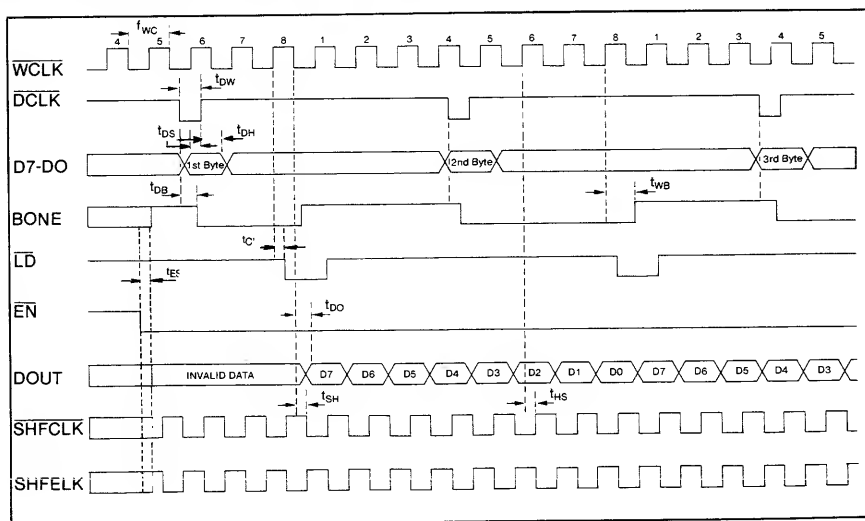 fWC
4 5 6 7 8 1 2 3 4 5 6 7 8 1 2 3 4 5
WCLK
tDW
DCLK
tDS tDH
D7-DO 1st Byte 2nd Byte 3rd Byte
tDB tWB
BONE
tC'
LD
tES
EN
tDO
DOUT INVALID DATA D7 D6 D5 D4 D3 D2 D1 D0 D7 D6 D5 D4 D3
tSH tHS
SHFCLK
SHFELK